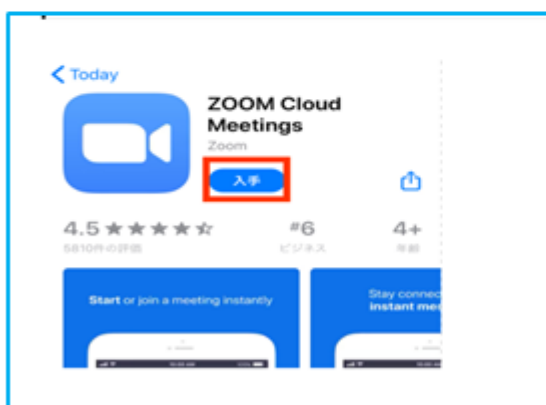 Today
ZOOM Cloud
Meetings
Zoom
入手
4.5
#6
4+
5810件の評価
ビジネス
年齢
Start or join a meeting instantly
Stay connec
instant mee